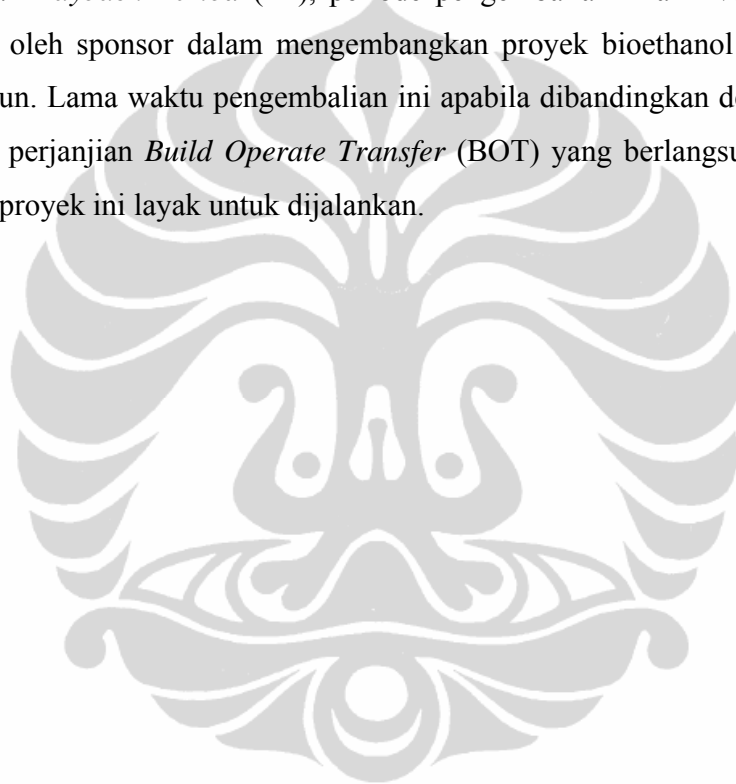 oleh sponsor dalam mengembangkan proyek bioethanol
un. Lama waktu pengembalian ini apabila dibandingkan
perjanjian Build Operate Transfer (BOT) yang berlangsu
proyek ini layak untuk dijalankan.